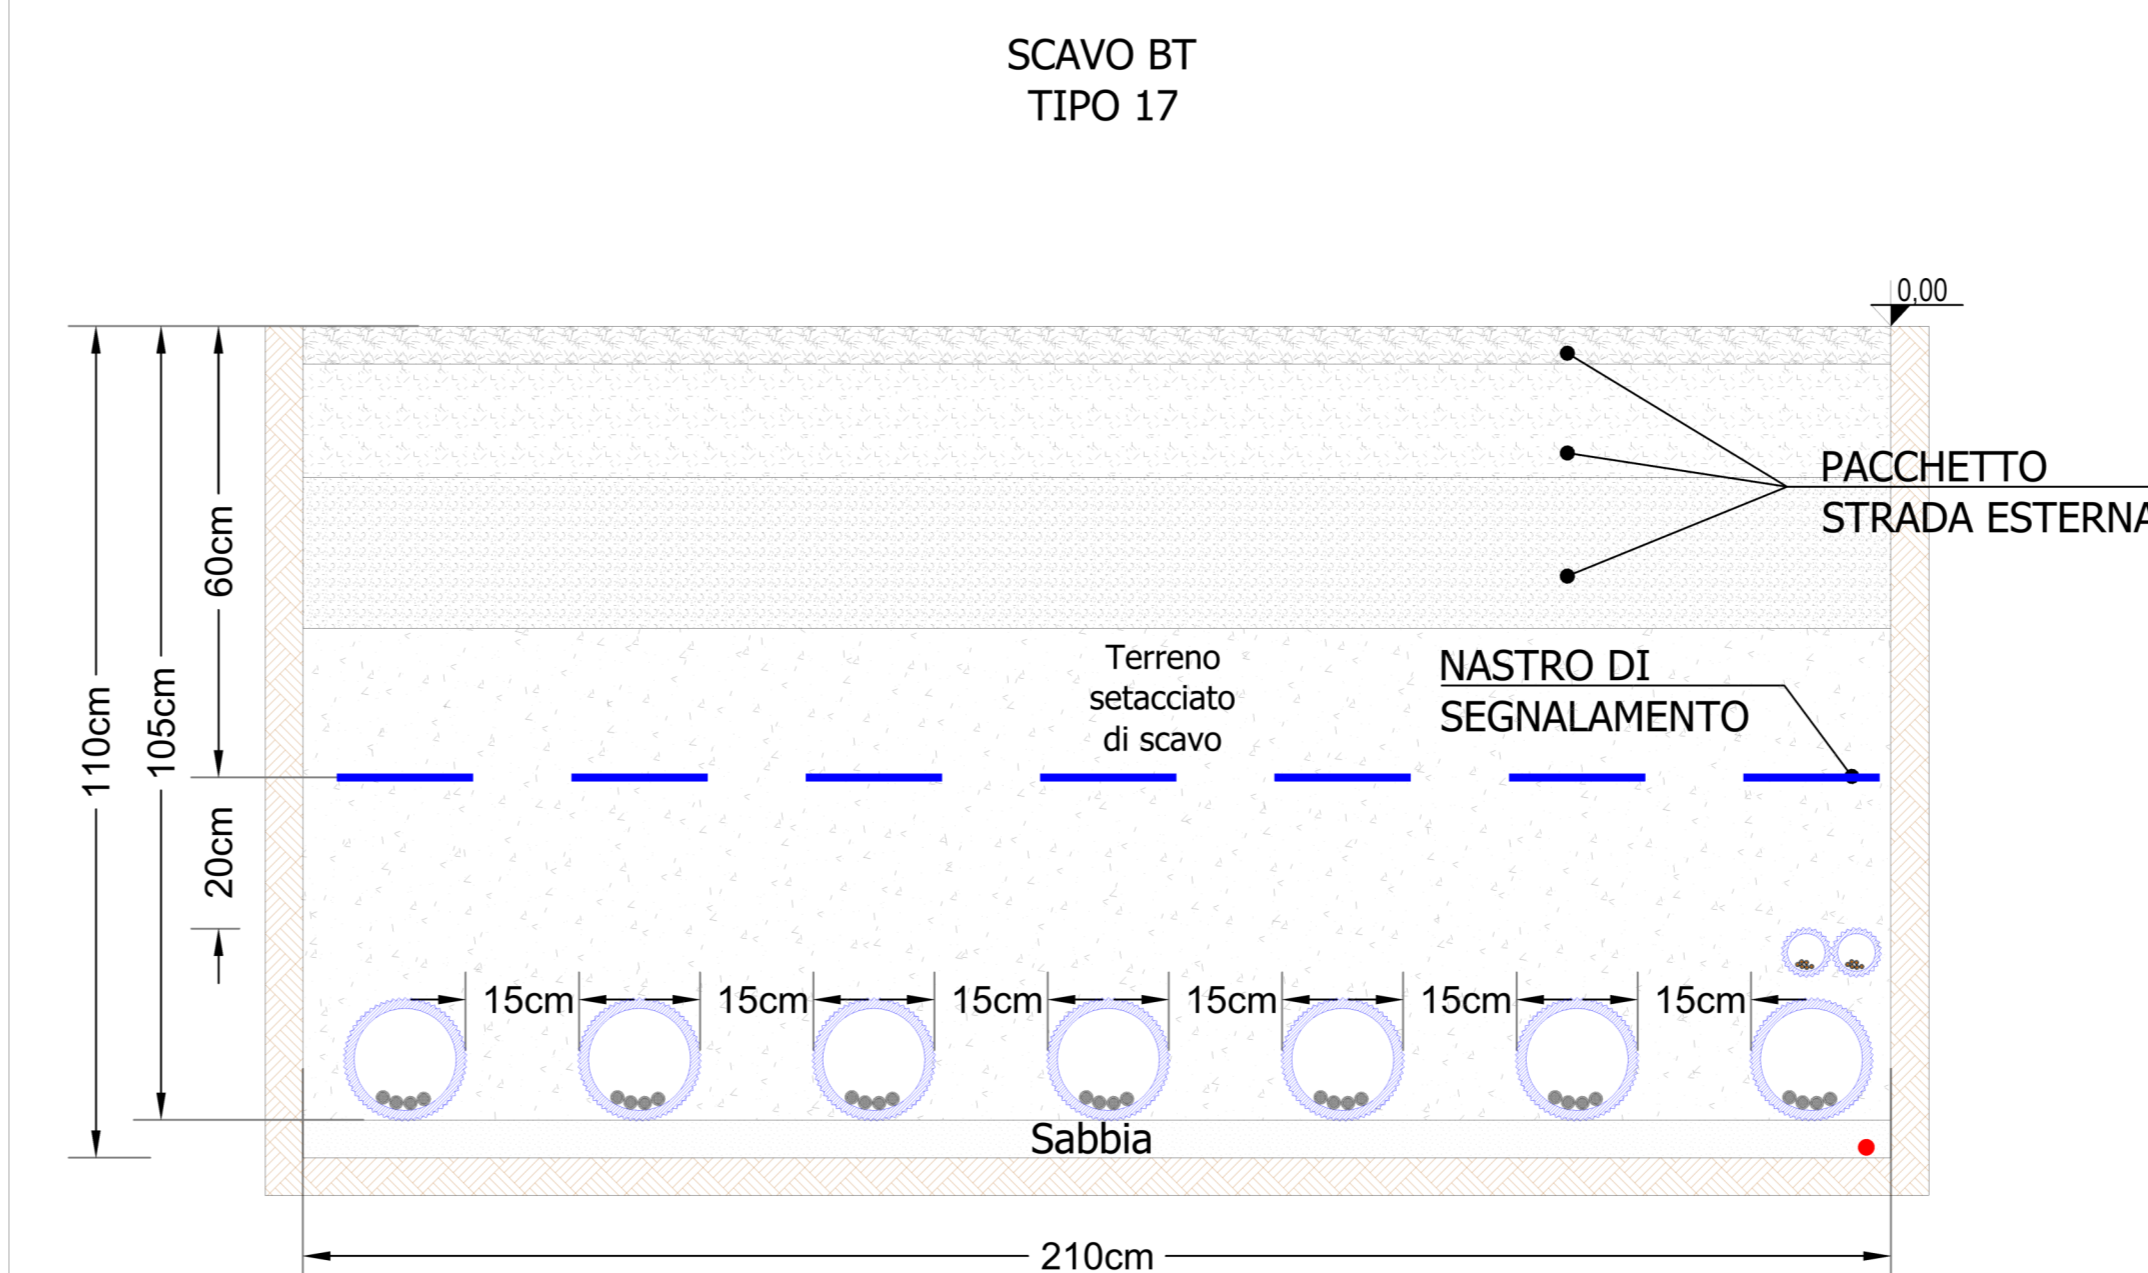 SCAVO BT
TIPO 17
0,00
PACCHETTO
STRADA ESTERNA
60cm
Terreno
setacciato
di scavo
NASTRO DI
SEGNALAMENTO
110cm
105cm
20cm
15cm 15cm 15cm 15cm 15cm 15cm
Sabbia
210cm